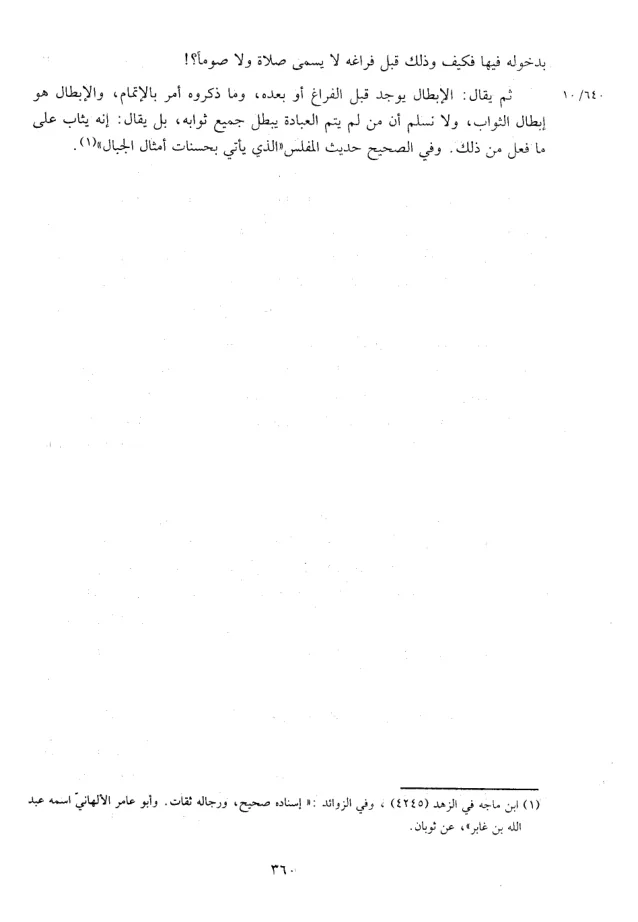 بدخوله فيها فكيف وذلك قبل فراغه لا يسمى صلاة ولا صوماً؟!
١٠/٦٤٠ ثم يقال: الإبطال يوجد قبل الفراغ أو بعده، وما ذكروه أمر بالإتمام، والإبطال هو
إبطال الثواب، ولا نسلم أن من لم يتم العبادة يبطل جميع ثوابه، بل يقال: إنه يثاب على
ما فعل من ذلك. وفي الصحيح حديث المفلس «الذي يأتي بحسنات أمثال الجبال»(١).
(١) ابن ماجه في الزهد (٤٢٤٥) ، وفي الزوائد :« إسناده صحيح، ورجاله ثقات. وأبو عامر الألهانيّ اسمه عبد
الله بن غابر»، عن ثوبان.
٣٦٠